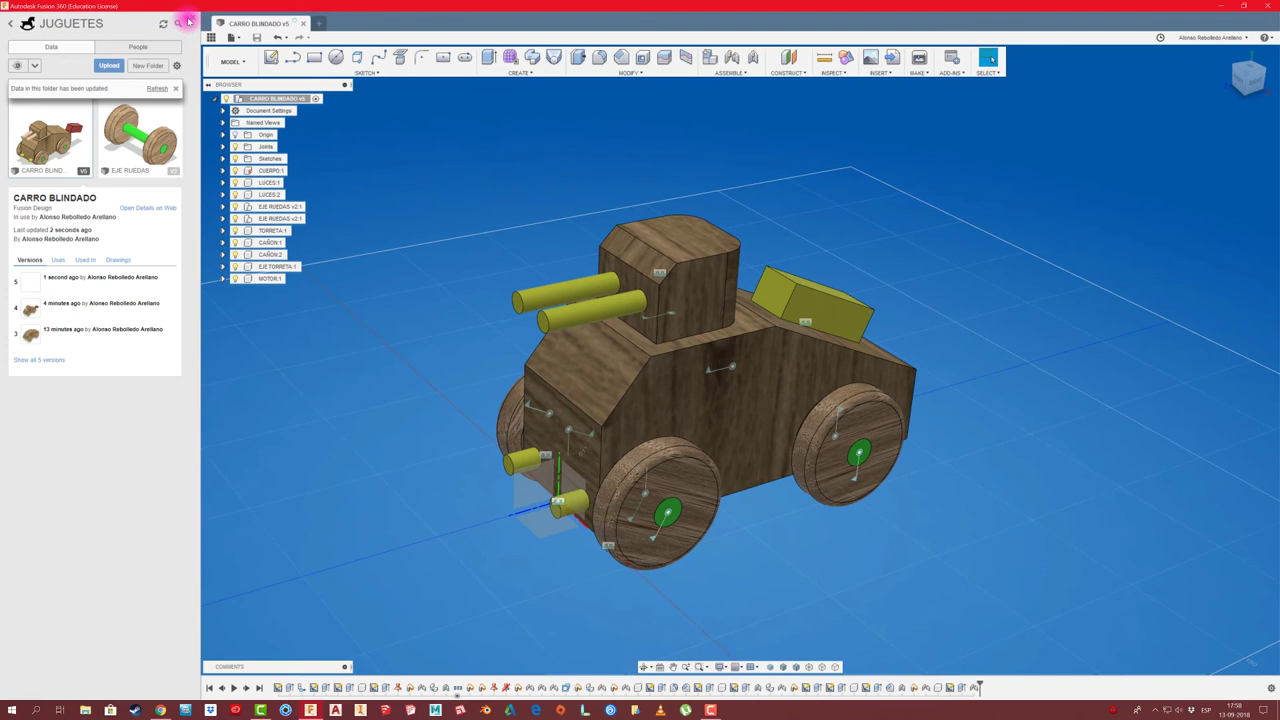 Autodesk Fusion 360 (Education License)
JUGUETES
CARRO BLINDADO v5
Data People
Alonso Rebolledo Arellano
MODEL
Upload New Folder
SKETCH CREATE MODIFY ASSEMBLE CONSTRUCT INSPECT INSERT MAKE ADD-INS SELECT
Data in this folder has been updated. Refresh
BROWSER
CARRO BLINDADO v5
Document Settings
Named Views
Origin
Joints
Sketches
CUERPO:1
LUCES:1
LUCES:2
EJE RUEDAS v2:1
EJE RUEDAS v2:1
TORRETA:1
CAÑON:1
CAÑON:2
EJE TORRETA:1
MOTOR:1
CARRO BLIND... V5 EJE RUEDAS V2
CARRO BLINDADO
Fusion Design Open Details on Web
In use by Alonso Rebolledo Arellano
Last updated 2 seconds ago
By Alonso Rebolledo Arellano
Versions Uses Used In Drawings
5 1 second ago by Alonso Rebolledo Arellano
4 4 minutes ago by Alonso Rebolledo Arellano
3 13 minutes ago by Alonso Rebolledo Arellano
Show all 5 versions
COMMENTS
ESP
17:58
13-09-2018